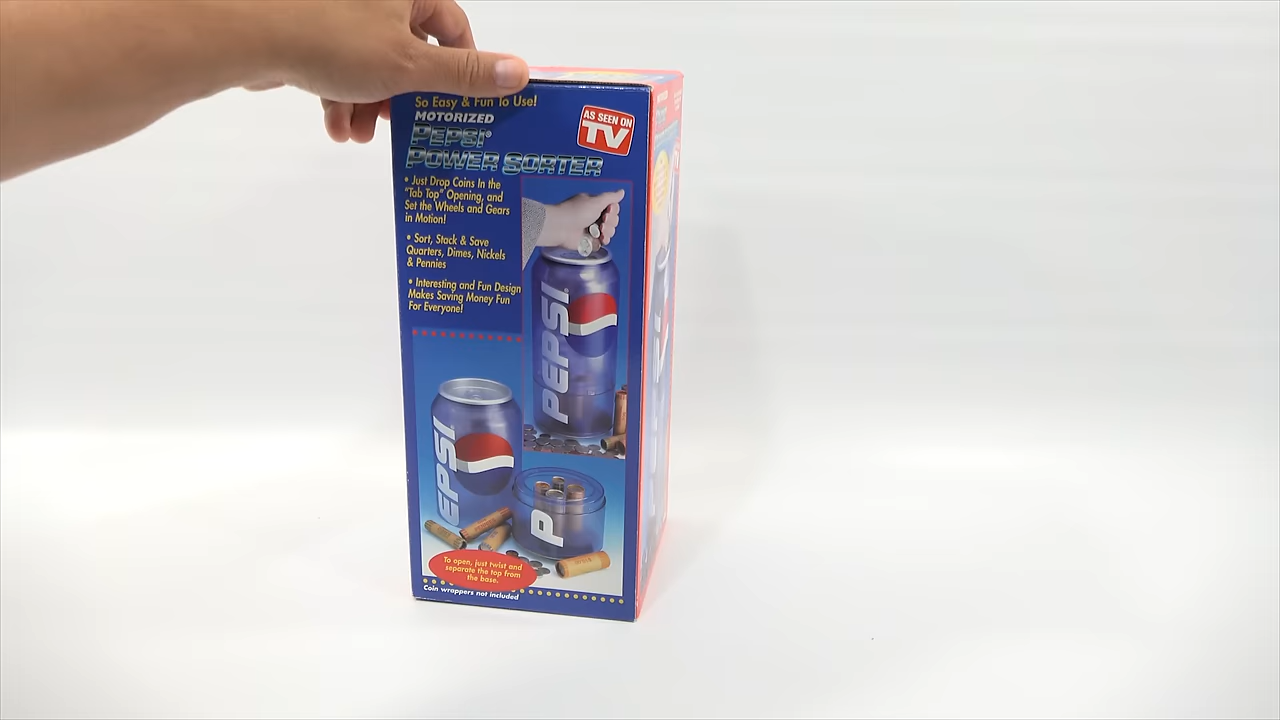 So Easy & Fun To Use!
MOTORIZED
PEPSI®
POWER SORTER
AS SEEN ON
TV
• Just Drop Coins In the
"Tab Top" Opening, and
Set the Wheels and Gears
in Motion!
• Sort, Stack & Save
Quarters, Dimes, Nickels
& Pennies
• Interesting and Fun Design
Makes Saving Money Fun
For Everyone!
PEPSI
EPSI
P
To open, just twist and
separate the top from
the base.
Coin wrappers not included